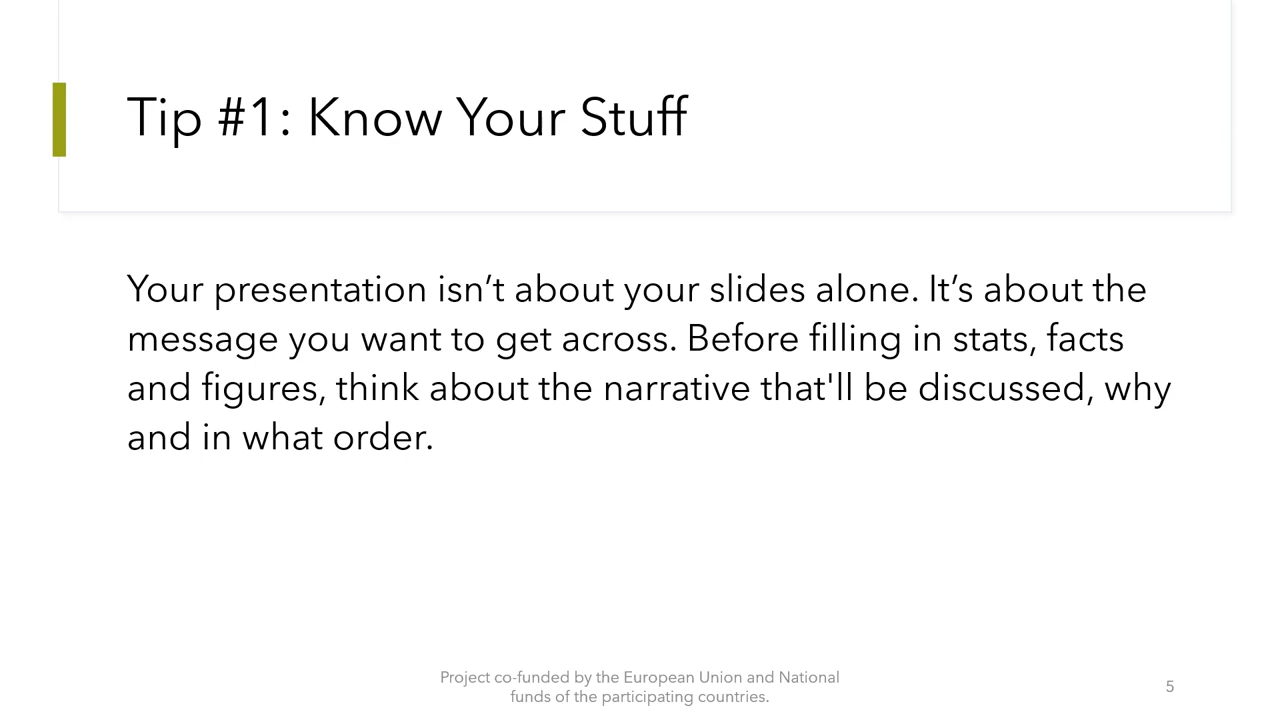 Tip #1: Know Your Stuff
Your presentation isn’t about your slides alone. It’s about the
message you want to get across. Before filling in stats, facts
and figures, think about the narrative that'll be discussed, why
and in what order.
Project co-funded by the European Union and National
funds of the participating countries.
5